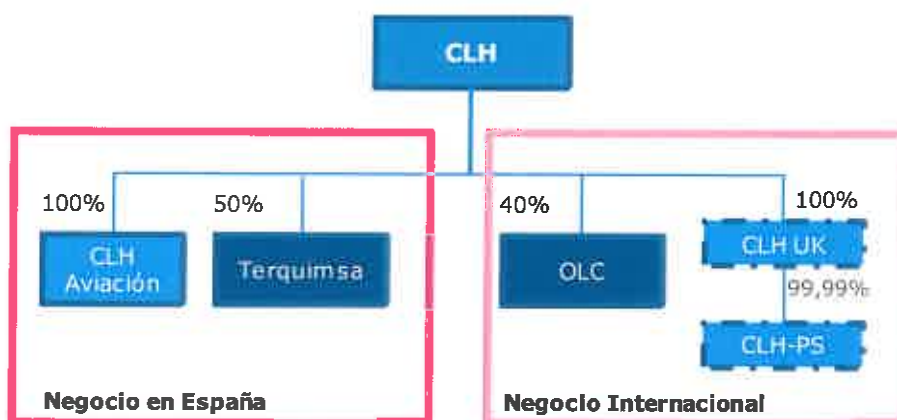 CLH
100%
50%
40%
100%
CLH
Aviación
Terquimsa
OLC
CLH UK
99,99%
CLH-PS
Negocio en España
Negocio Internacional